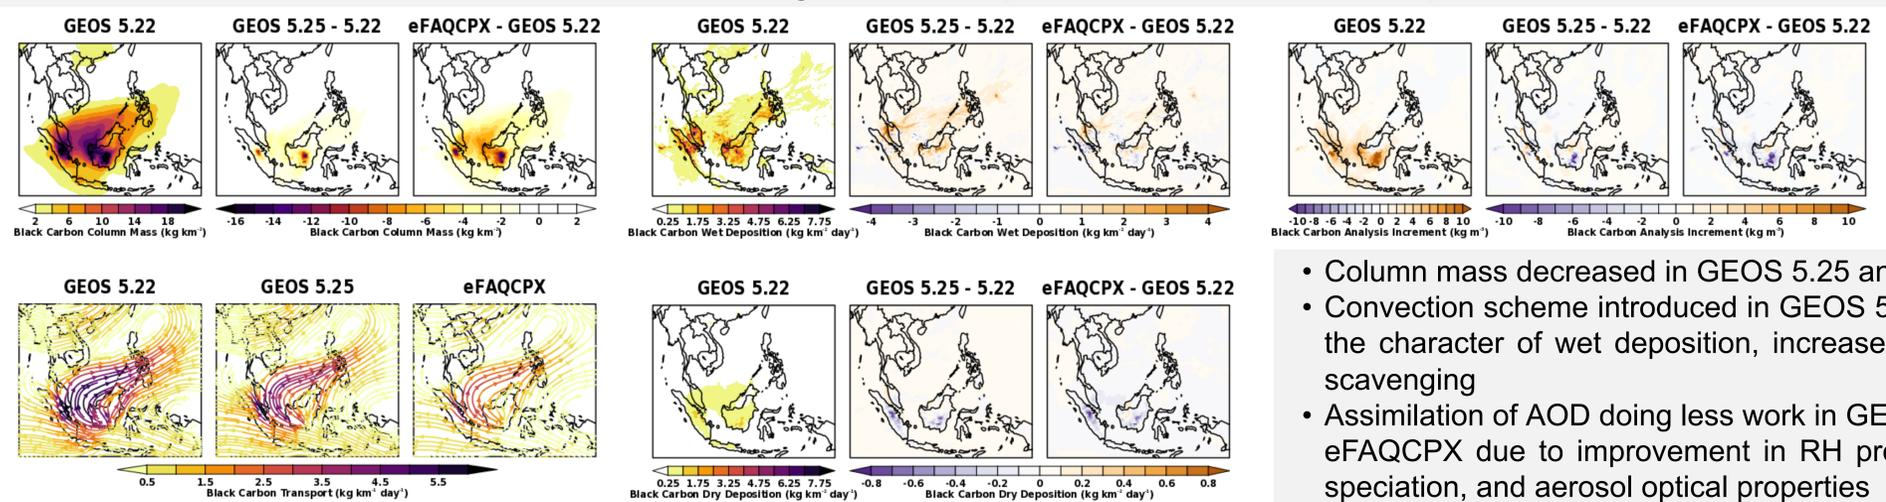 GEOS 5.22
GEOS 5.25 - 5.22
eFAQCPX - GEOS 5.22
2 6 10 14 18
Black Carbon Column Mass (kg km⁻²)
-16 -14 -12 -10 -8 -6 -4 -2 0 2
Black Carbon Column Mass (kg km⁻²)
GEOS 5.22
GEOS 5.25 - 5.22
eFAQCPX - GEOS 5.22
0.25 1.75 3.25 4.75 6.25 7.75
Black Carbon Wet Deposition (kg km⁻² day⁻¹)
-4 -3 -2 -1 0 1 2 3 4
Black Carbon Wet Deposition (kg km⁻² day⁻¹)
GEOS 5.22
GEOS 5.25 - 5.22
eFAQCPX - GEOS 5.22
-10 -8 -6 -4 -2 0 2 4 6 8 10
Black Carbon Analysis Increment (kg m⁻²)
-10 -8 -6 -4 -2 0 2 4 6 8 10
Black Carbon Analysis Increment (kg m⁻²)
GEOS 5.22
GEOS 5.25
eFAQCPX
0.5 1.5 2.5 3.5 4.5 5.5
Black Carbon Transport (kg km⁻¹ day⁻¹)
GEOS 5.22
GEOS 5.25 - 5.22
eFAQCPX - GEOS 5.22
0.25 1.75 3.25 4.75 6.25 7.75
Black Carbon Dry Deposition (kg km⁻² day⁻¹)
-0.8 -0.6 -0.4 -0.2 0 0.2 0.4 0.6 0.8
Black Carbon Dry Deposition (kg km⁻² day⁻¹)
• Column mass decreased in GEOS 5.25 an
• Convection scheme introduced in GEOS 5
the character of wet deposition, increase
scavenging
• Assimilation of AOD doing less work in GE
eFAQCPX due to improvement in RH pr
speciation, and aerosol optical properties